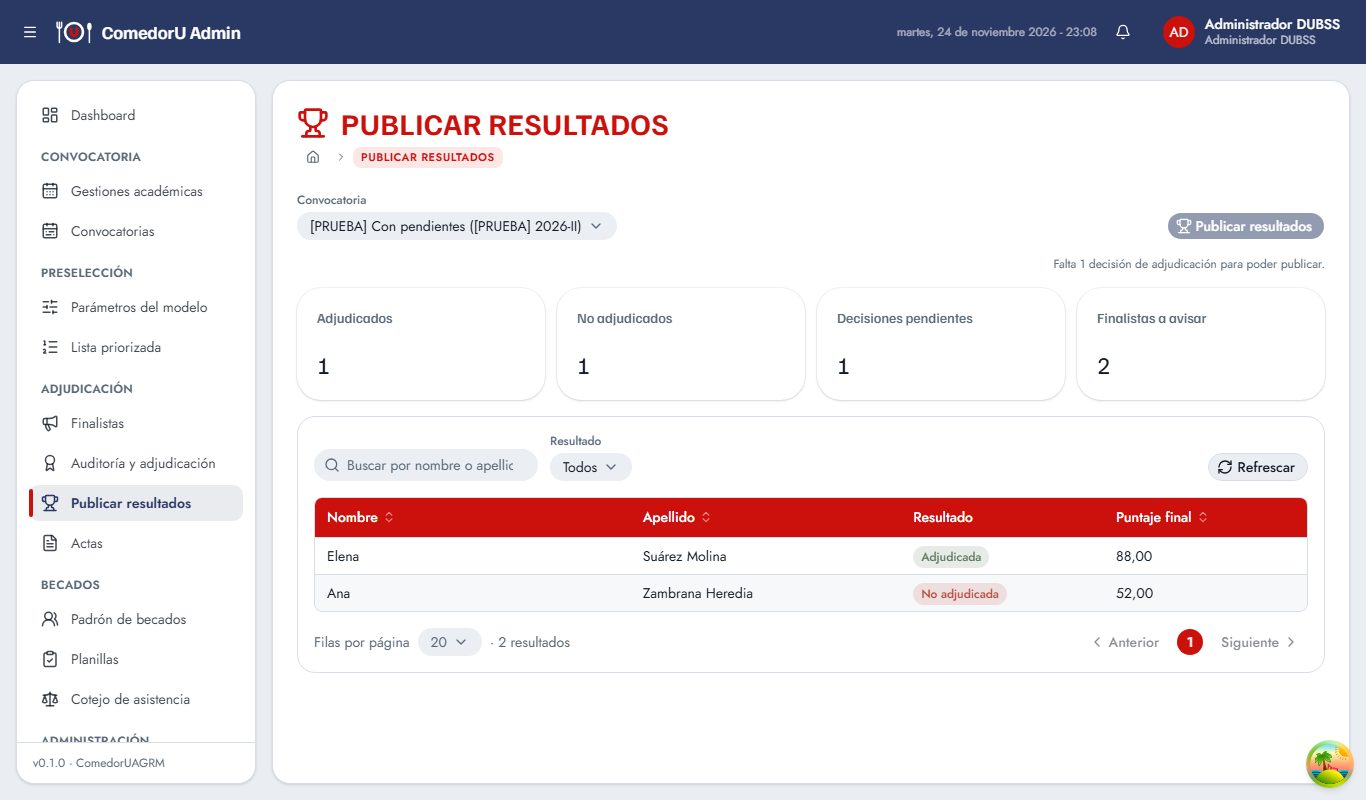 ComedorU Admin
martes, 24 de noviembre 2026 - 23:08
AD
Administrador DUBSS
Administrador DUBSS
Dashboard
CONVOCATORIA
Gestiones académicas
Convocatorias
PRESELECCIÓN
Parámetros del modelo
Lista priorizada
ADJUDICACIÓN
Finalistas
Auditoría y adjudicación
Publicar resultados
Actas
BECADOS
Padrón de becados
Planillas
Cotejo de asistencia
ADMINISTRACIÓN
v0.1.0 · ComedorUAGRM
PUBLICAR RESULTADOS
PUBLICAR RESULTADOS
Convocatoria
[PRUEBA] Con pendientes ([PRUEBA] 2026-II)
Publicar resultados
Falta 1 decisión de adjudicación para poder publicar.
Adjudicados
1
No adjudicados
1
Decisiones pendientes
1
Finalistas a avisar
2
Buscar por nombre o apellic
Resultado
Todos
Refrescar
Nombre Apellido Resultado Puntaje final
Elena Suárez Molina Adjudicada 88,00
Ana Zambrana Heredia No adjudicada 52,00
Filas por página 20 · 2 resultados
Anterior 1 Siguiente